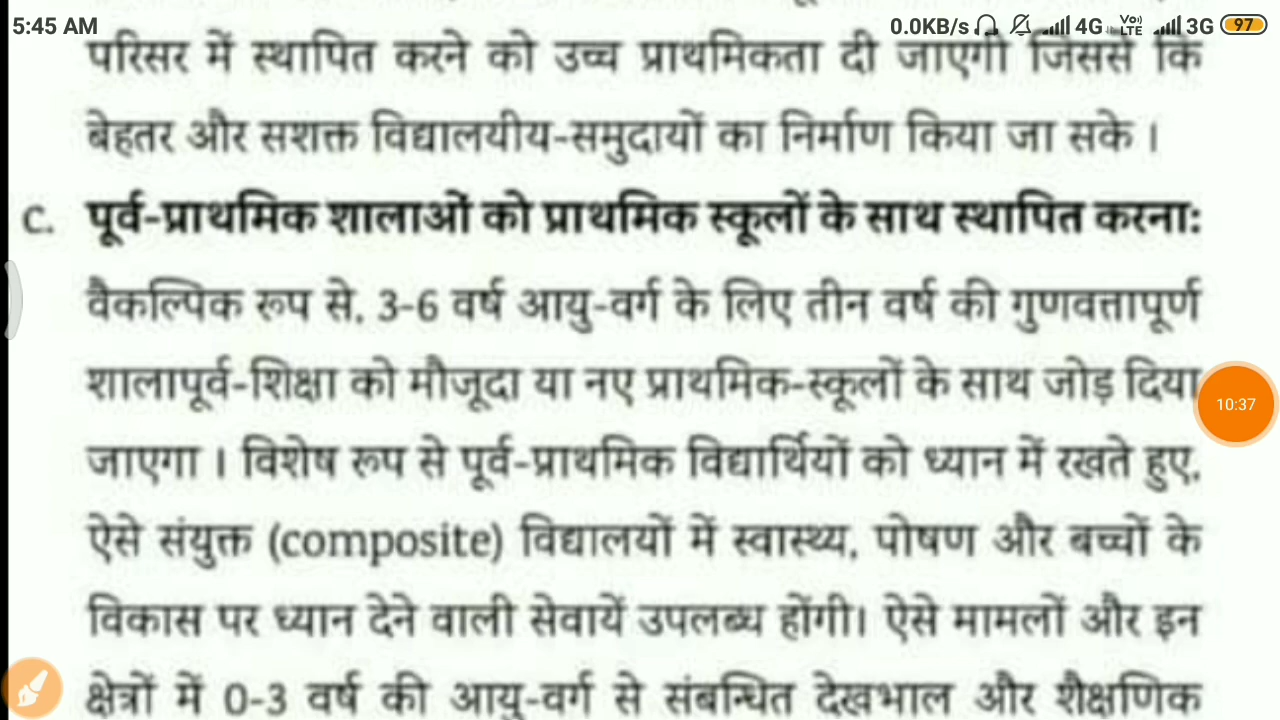 5:45 AM 0.0KB/s 4G VoLTE 3G 97
परिसर में स्थापित करने को उच्च प्राथमिकता दी जाएगी जिससे कि
बेहतर और सशक्त विद्यालयीय-समुदायों का निर्माण किया जा सके ।
C. पूर्व-प्राथमिक शालाओं को प्राथमिक स्कूलों के साथ स्थापित करना:
वैकल्पिक रूप से, 3-6 वर्ष आयु-वर्ग के लिए तीन वर्ष की गुणवत्तापूर्ण
शालापूर्व-शिक्षा को मौजूदा या नए प्राथमिक-स्कूलों के साथ जोड़ दिया
10:37
जाएगा । विशेष रूप से पूर्व-प्राथमिक विद्यार्थियों को ध्यान में रखते हुए,
ऐसे संयुक्त (composite) विद्यालयों में स्वास्थ्य, पोषण और बच्चों के
विकास पर ध्यान देने वाली सेवायें उपलब्ध होंगी। ऐसे मामलों और इन
क्षेत्रों में 0-3 वर्ष की आयु-वर्ग से संबन्धित देखभाल और शैक्षणिक